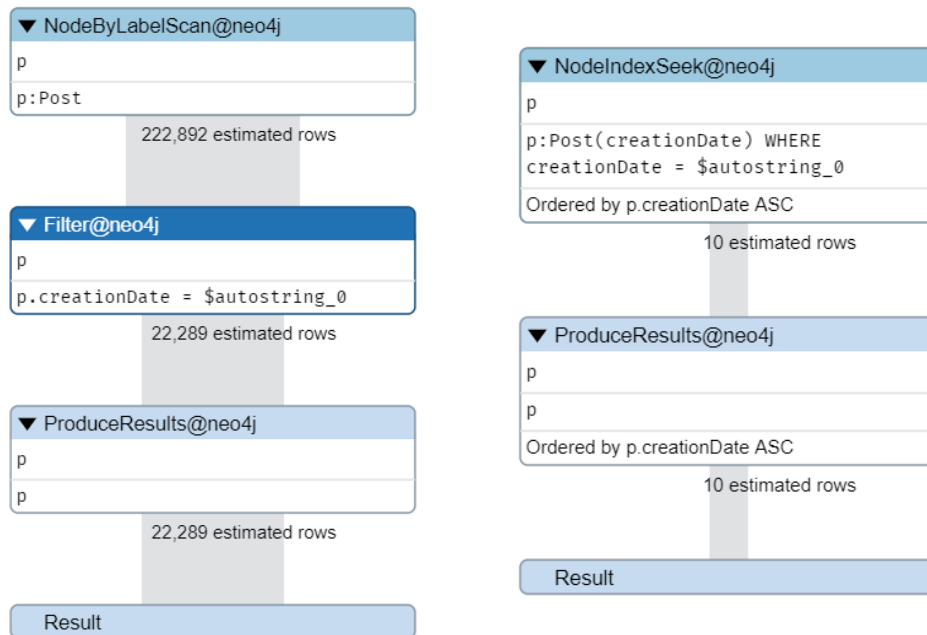 NodeByLabelScan@neo4j
p
p:Post
222,892 estimated rows
Filter@neo4j
p
p.creationDate = $autostring_0
22,289 estimated rows
ProduceResults@neo4j
p
p
22,289 estimated rows
Result
NodeIndexSeek@neo4j
p
p:Post(creationDate) WHERE
creationDate = $autostring_0
Ordered by p.creationDate ASC
10 estimated rows
ProduceResults@neo4j
p
p
Ordered by p.creationDate ASC
10 estimated rows
Result